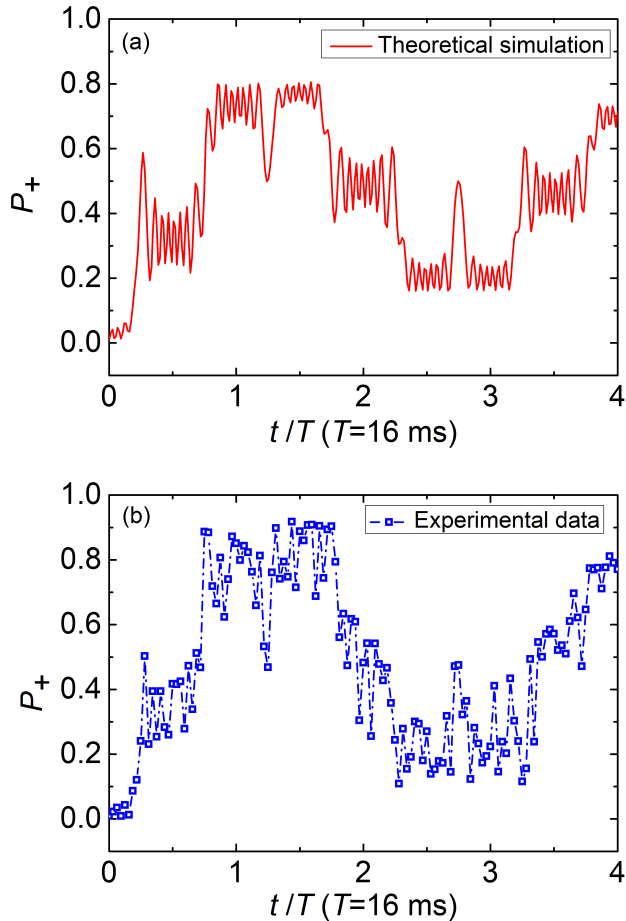 (a)
Theoretical simulation
1.0
0.8
0.6
0.4
0.2
0.0
P+
0 1 2 3 4
t/T (T=16 ms)
(b)
Experimental data
1.0
0.8
0.6
0.4
0.2
0.0
P+
0 1 2 3 4
t/T (T=16 ms)